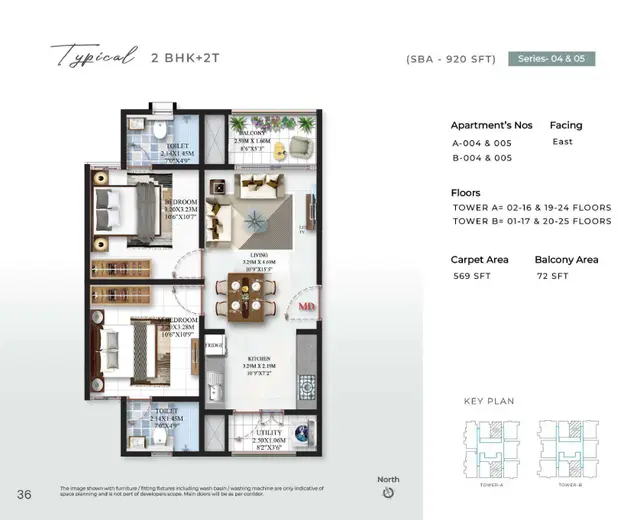 Typical 2 BHK+2T
(SBA - 920 SFT) Series- 04 & 05
Apartment's Nos Facing
A-004 & 005 East
B-004 & 005
Floors
TOWER A= 02-16 & 19-24 FLOORS
TOWER B= 01-17 & 20-25 FLOORS
Carpet Area Balcony Area
569 SFT 72 SFT
KEY PLAN
TOWER-A TOWER-B
TOILET
2.14X1.45M
7'0"X4'9"
BALCONY
2.59M X 1.60M
8'6"X5'3"
BEDROOM
3.20X3.23M
10'6"X10'7"
LIVING
3.29M X 4.69M
10'9"X15'5"
MD
BEDROOM
3.20X3.28M
10'6"X10'9"
FRIDGE
KITCHEN
3.29M X 2.19M
10'9"X7'2"
TOILET
2.14X1.45M
7'0"X4'9"
UTILITY
2.50X1.06M
8'2"X3'6"
North
36
The image shown with furniture / fitting fixtures including wash basin / washing machine are only indicative of
space planning and is not part of developers scope. Main doors will be as per corridor.